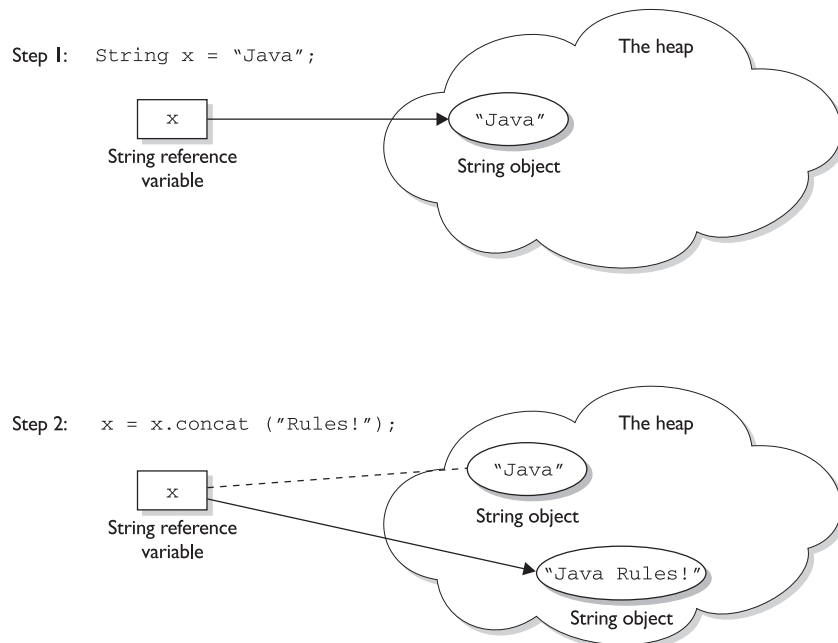 Step 1: String x = “Java”;
The heap
x
“Java”
String reference
variable
String object
Step 2: x = x.concat (”Rules!”);
The heap
x
“Java”
String reference
variable
String object
“Java Rules!”
String object